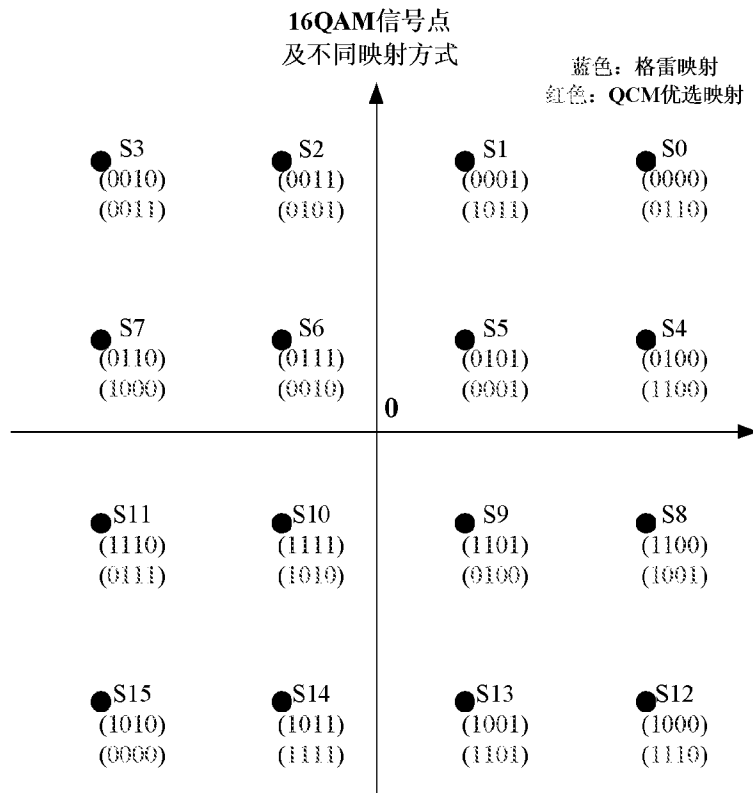 16QAM信号点
及不同映射方式
蓝色：格雷映射
红色：QCM优选映射
S3 S2 S1 S0
(0010) (0011) (0001) (0000)
(0011) (0101) (1011) (0110)
S7 S6 S5 S4
(0110) (0111) (0101) (0100)
(1000) (0010) (0001) (1100)
0
S11 S10 S9 S8
(1110) (1111) (1101) (1100)
(0111) (1010) (0100) (1001)
S15 S14 S13 S12
(1010) (1011) (1001) (1000)
(0000) (1111) (1101) (1110)